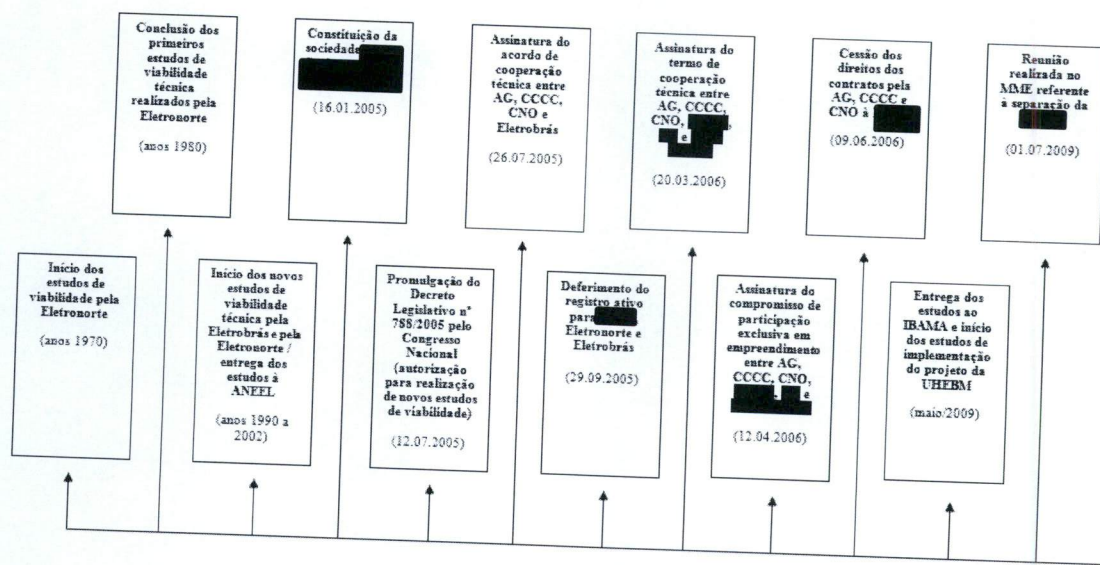 Conclusão dos
primeiros
estudos de
viabilidade
técnica
realizados pela
Eletronorte
(anos 1980)
Constituição da
sociedade
(16.01.2005)
Assinatura do
acordo de
cooperação
técnica entre
AG, CCCC,
CNO e
Eletrobrás
(26.07.2005)
Assinatura do
termo de
cooperação
técnica entre
AG, CCCC,
CNO, ,
e
(20.03.2006)
Cessão dos
direitos dos
contratos pela
AG, CCCC e
CNO à
(09.06.2006)
Reunião
realizada no
MME referente
à separação da
(01.07.2009)
Início dos
estudos de
viabilidade pela
Eletronorte
(anos 1970)
Início dos novos
estudos de
viabilidade
técnica pela
Eletrobrás e pela
Eletronorte /
entrega dos
estudos à
ANEEL
(anos 1990 a
2002)
Promulgação do
Decreto
Legislativo nº
788/2005 pelo
Congresso
Nacional
(autorização
para realização
de novos estudos
de viabilidade)
(12.07.2005)
Deferimento do
registro ativo
para
Eletronorte e
Eletrobrás
(29.09.2005)
Assinatura do
compromisso de
participação
exclusiva em
empreendimento
entre AG,
CCCC, CNO,
, e
(12.04.2006)
Entrega dos
estudos ao
IBAMA e início
dos estudos de
implementação
do projeto da
UHEBM
(maio/2009)